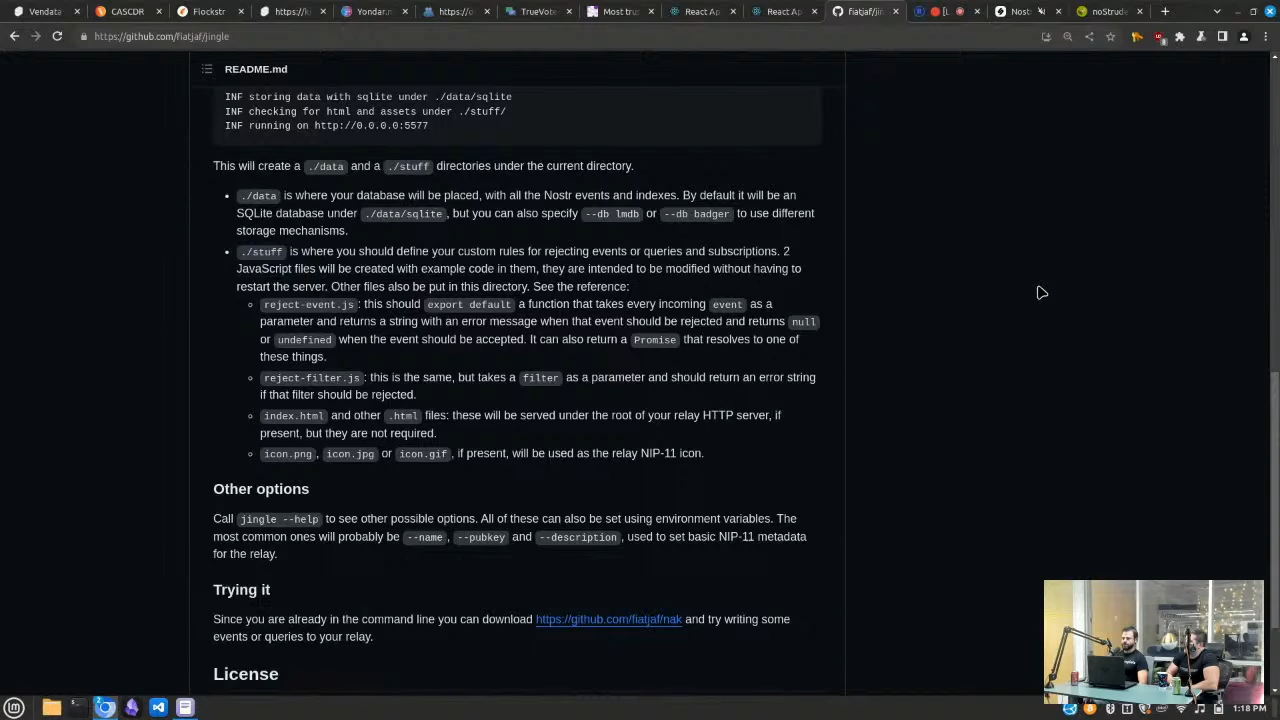 Vendata
CASCDR
Flockstr
https://ki
Yondar.m
https://o
TrueVote
Most trus
React Ap
React Ap
fiatjaf/jin
[L
Nost
noStrude
https://github.com/fiatjaf/jingle
README.md
INF storing data with sqlite under ./data/sqlite
INF checking for html and assets under ./stuff/
INF running on http://0.0.0.0:5577
This will create a ./data and a ./stuff directories under the current directory.
• ./data is where your database will be placed, with all the Nostr events and indexes. By default it will be an
SQLite database under ./data/sqlite, but you can also specify --db lmdb or --db badger to use different
storage mechanisms.
• ./stuff is where you should define your custom rules for rejecting events or queries and subscriptions. 2
JavaScript files will be created with example code in them, they are intended to be modified without having to
restart the server. Other files also be put in this directory. See the reference:
reject-event.js: this should export default a function that takes every incoming event as a
parameter and returns a string with an error message when that event should be rejected and returns null
or undefined when the event should be accepted. It can also return a Promise that resolves to one of
these things.
reject-filter.js: this is the same, but takes a filter as a parameter and should return an error string
if that filter should be rejected.
index.html and other .html files: these will be served under the root of your relay HTTP server, if
present, but they are not required.
icon.png, icon.jpg or icon.gif, if present, will be used as the relay NIP-11 icon.
Other options
Call jingle --help to see other possible options. All of these can also be set using environment variables. The
most common ones will probably be --name, --pubkey and --description, used to set basic NIP-11 metadata
for the relay.
Trying it
Since you are already in the command line you can download https://github.com/fiatjaf/nak and try writing some
events or queries to your relay.
License
1:18 PM